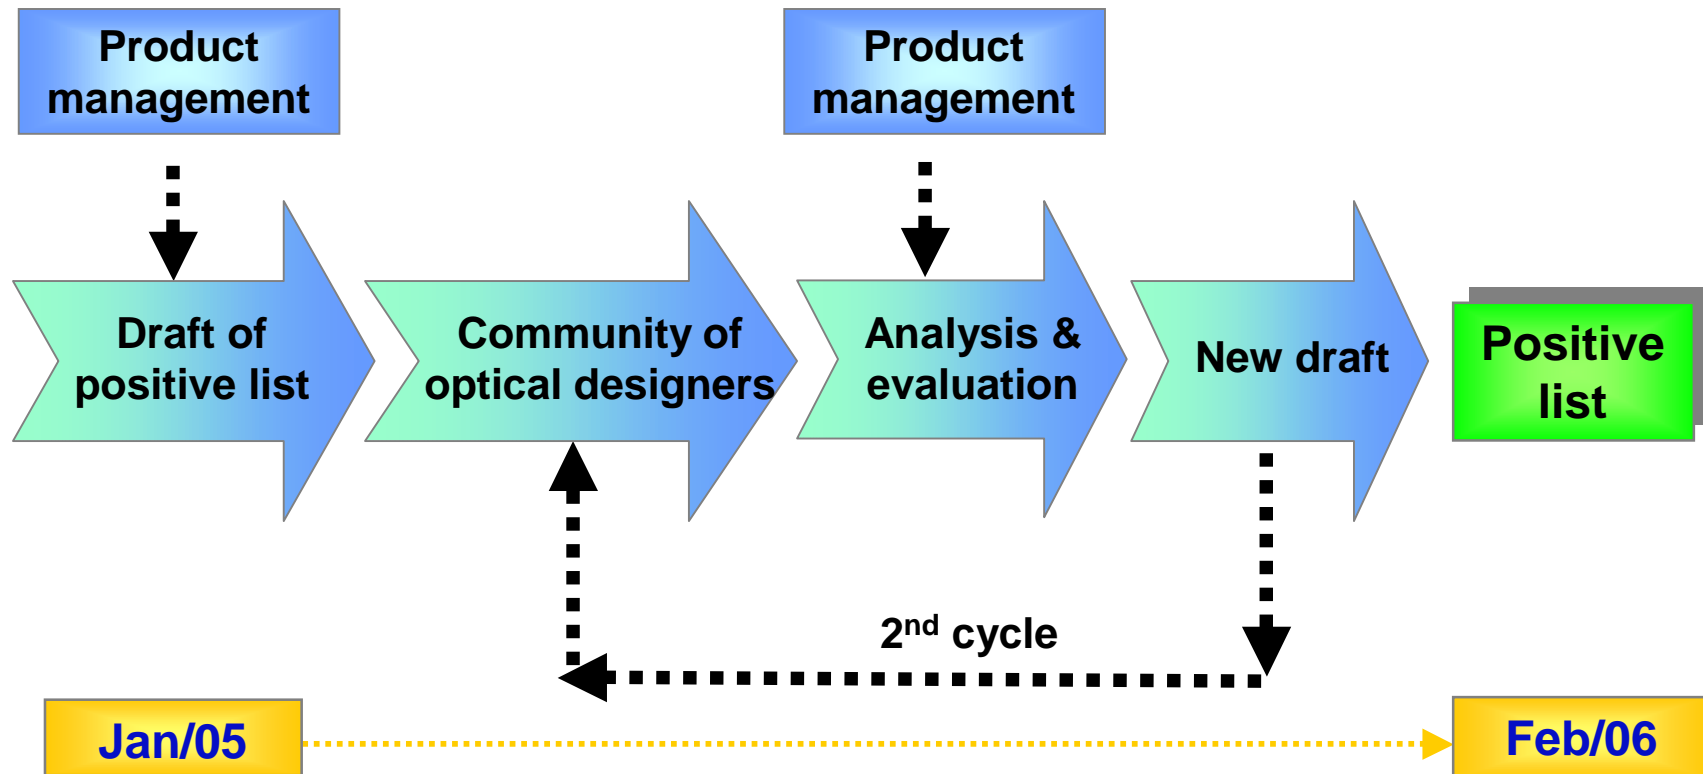 Product
management
Product
management
Draft of
positive list
Community of
optical designers
Analysis &
evaluation
New draft
Positive
list
2nd cycle
Jan/05
Feb/06